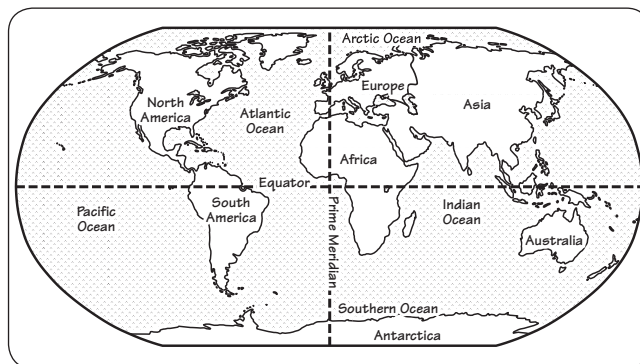 Arctic Ocean
Europe
North
America
Asia
Atlantic
Ocean
Africa
Equator
South
America
Pacific
Ocean
Prime Meridian
Indian
Ocean
Australia
Southern Ocean
Antarctica